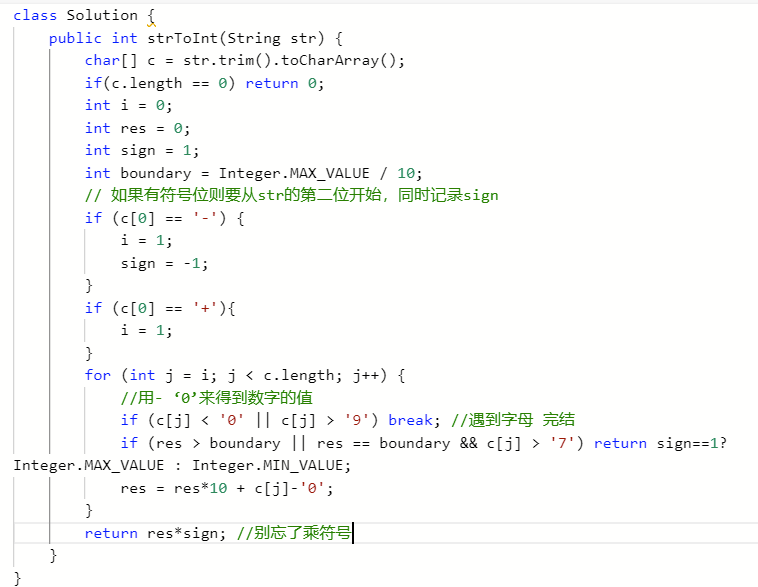 class Solution {
    public int strToInt(String str) {
        char[] c = str.trim().toCharArray();
        if(c.length == 0) return 0;
        int i = 0;
        int res = 0;
        int sign = 1;
        int boundary = Integer.MAX_VALUE / 10;
        // 如果有符号位则要从str的第二位开始，同时记录sign
        if (c[0] == '-') {
            i = 1;
            sign = -1;
        }
        if (c[0] == '+'){
            i = 1;
        }
        for (int j = i; j < c.length; j++) {
            //用- ‘0’来得到数字的值
            if (c[j] < '0' || c[j] > '9') break; //遇到字母 完结
            if (res > boundary || res == boundary && c[j] > '7') return sign==1?
Integer.MAX_VALUE : Integer.MIN_VALUE;
            res = res*10 + c[j]-'0';
        }
        return res*sign; //别忘了乘符号
    }
}